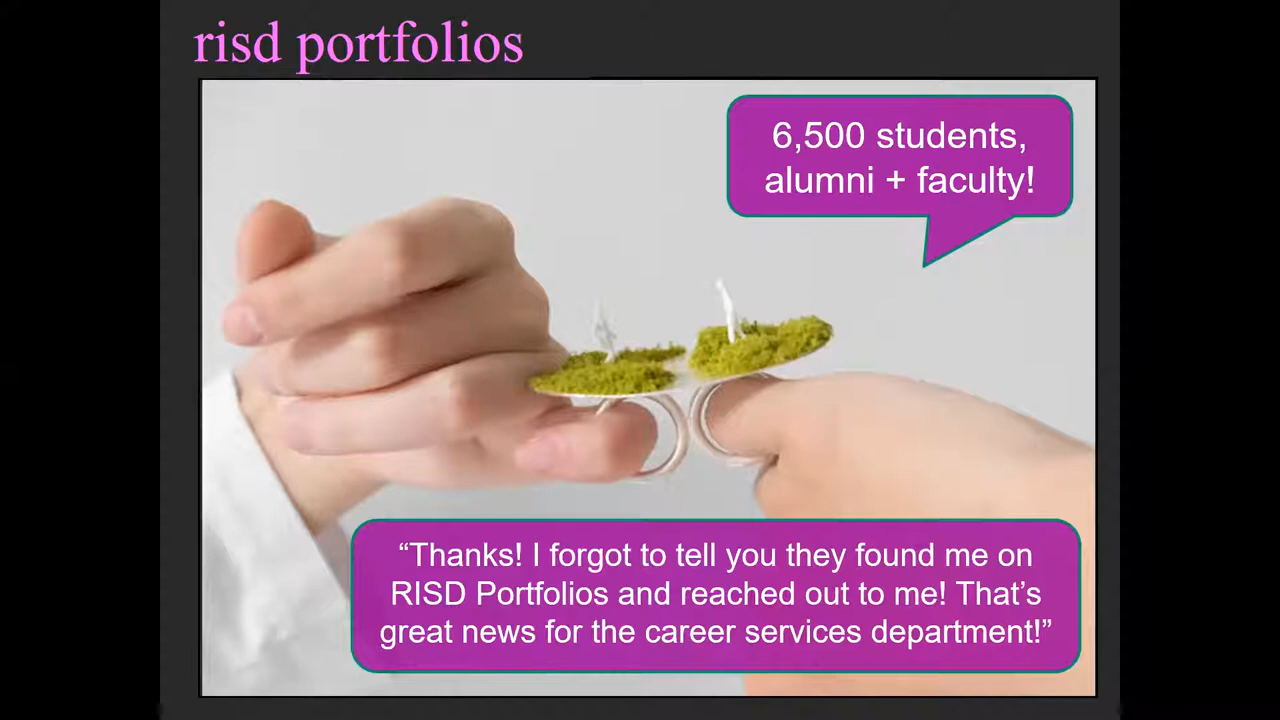 risd portfolios
6,500 students,
alumni + faculty!
“Thanks! I forgot to tell you they found me on
RISD Portfolios and reached out to me! That’s
great news for the career services department!”